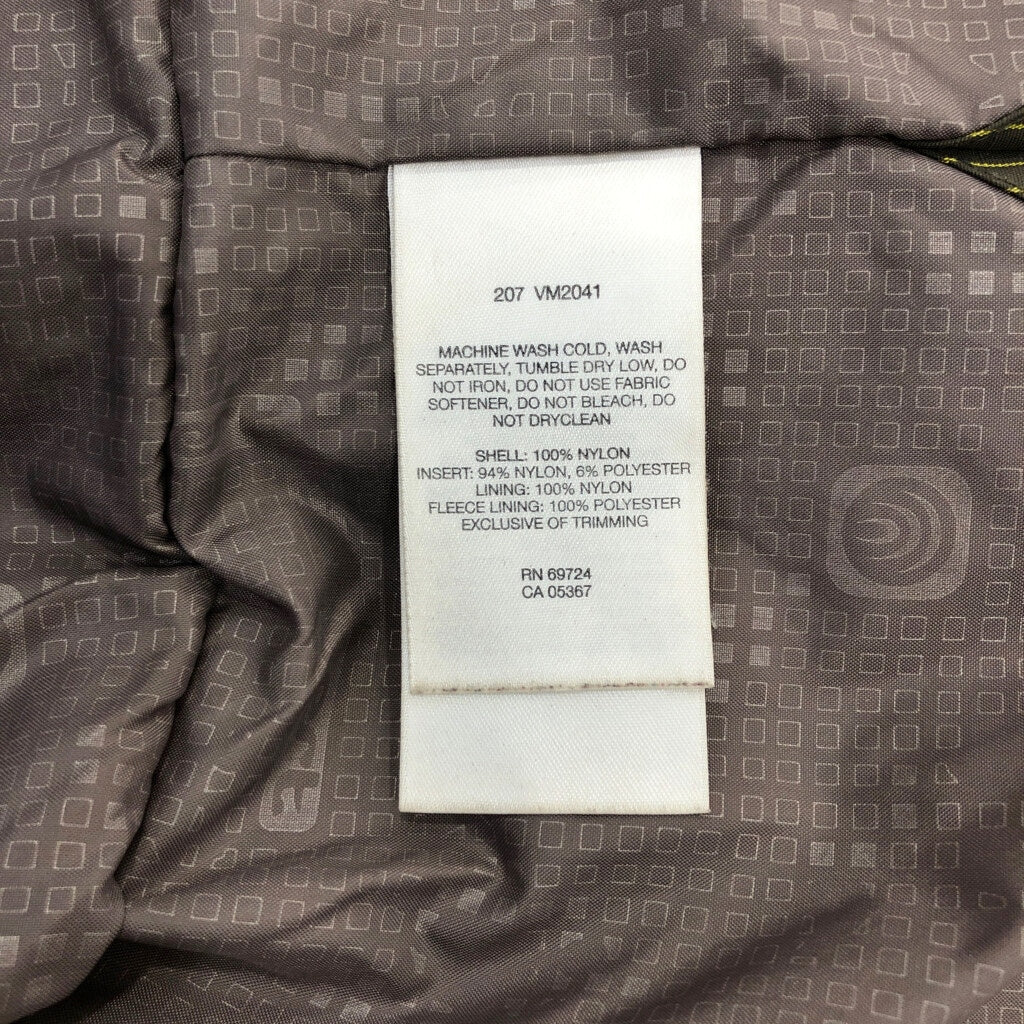 207 VM2041
MACHINE WASH COLD, WASH
SEPARATELY, TUMBLE DRY LOW, DO
NOT IRON, DO NOT USE FABRIC
SOFTENER, DO NOT BLEACH, DO
NOT DRYCLEAN
SHELL: 100% NYLON
INSERT: 94% NYLON, 6% POLYESTER
LINING: 100% NYLON
FLEECE LINING: 100% POLYESTER
EXCLUSIVE OF TRIMMING
RN 69724
CA 05367